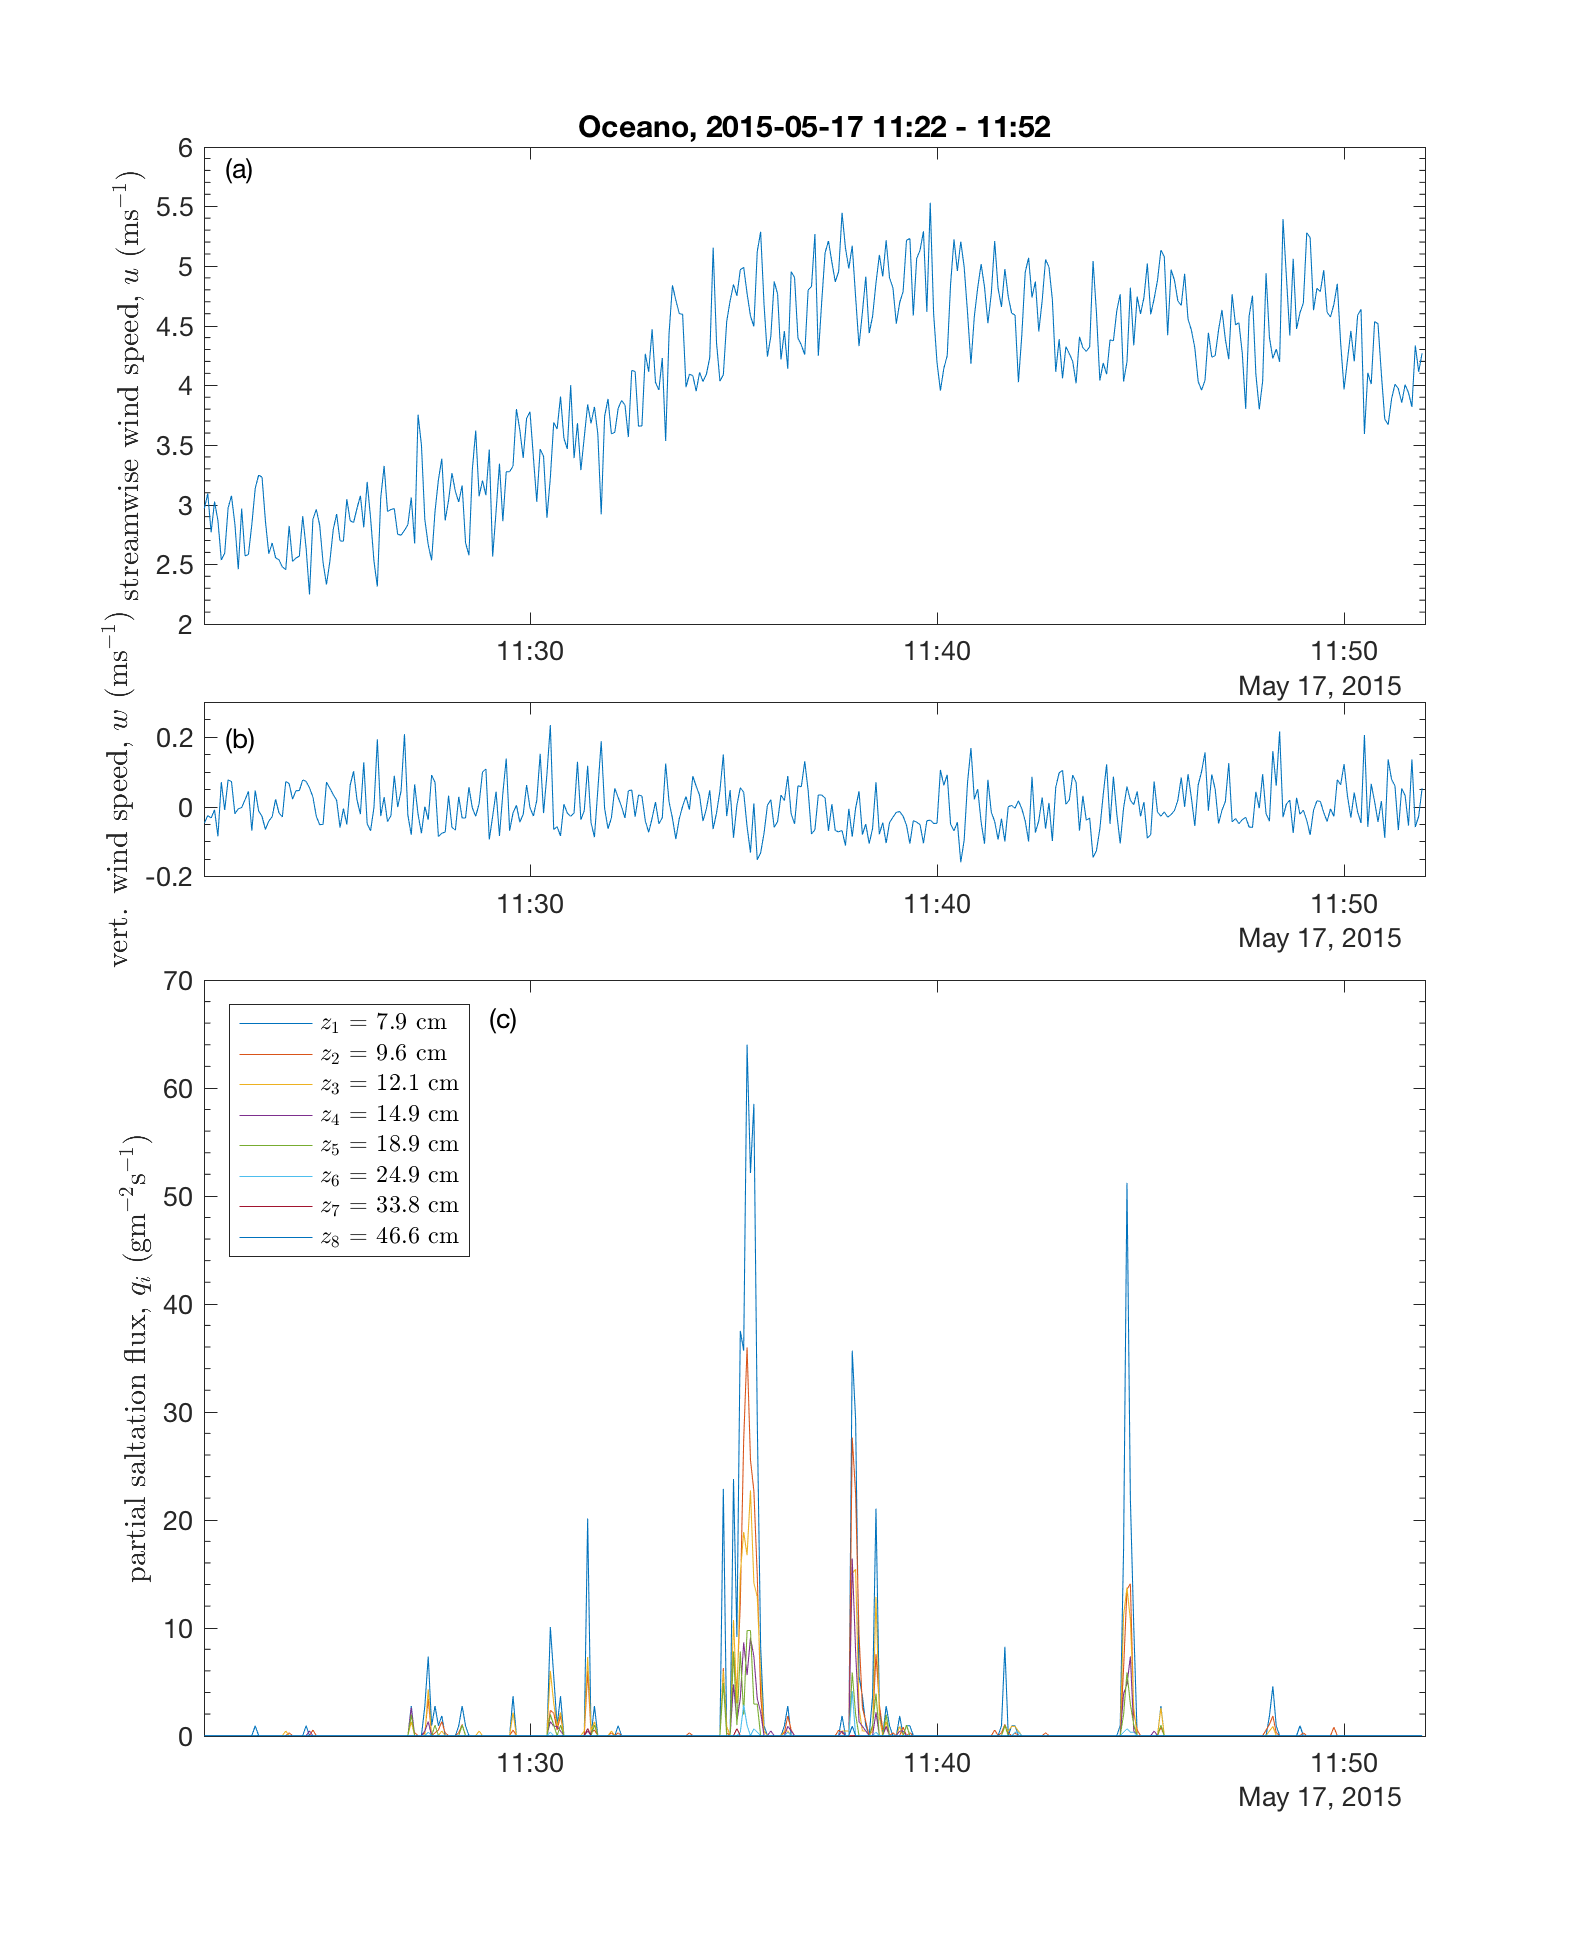 Oceano, 2015-05-17 11:22 - 11:52
(a)
streamwise wind speed, u (ms⁻¹)
6
5.5
5
4.5
4
3.5
3
2.5
2
11:30 11:40 11:50
May 17, 2015
(b)
vert. wind speed, w (ms⁻¹)
0.2
0
-0.2
11:30 11:40 11:50
May 17, 2015
(c)
partial saltation flux, qᵢ (gm⁻²s⁻¹)
70
60
50
40
30
20
10
0
z₁ = 7.9 cm
z₂ = 9.6 cm
z₃ = 12.1 cm
z₄ = 14.9 cm
z₅ = 18.9 cm
z₆ = 24.9 cm
z₇ = 33.8 cm
z₈ = 46.6 cm
11:30 11:40 11:50
May 17, 2015